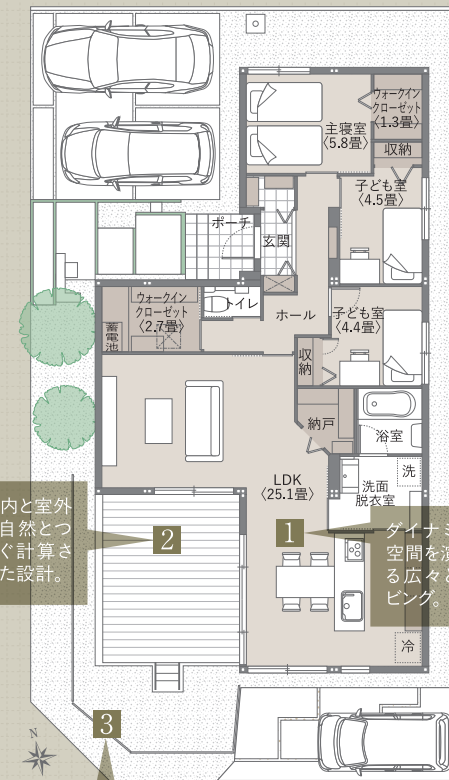 ウォークイン
クローゼット
〈1.3畳〉
主寝室
〈5.8畳〉
収納
子ども室
〈4.5畳〉
ポーチ
玄関
ウォークイン
クローゼット
〈2.7畳〉
トイレ
ホール
子ども室
〈4.4畳〉
蓄電池
収納
納戸
浴室
LDK
〈25.1畳〉
洗
洗面
脱衣室
内と室外
自然とつ
ぐ計算さ
た設計。
2
1
ダイナミ
空間を演
る広々と
ビング。
冷
3
N